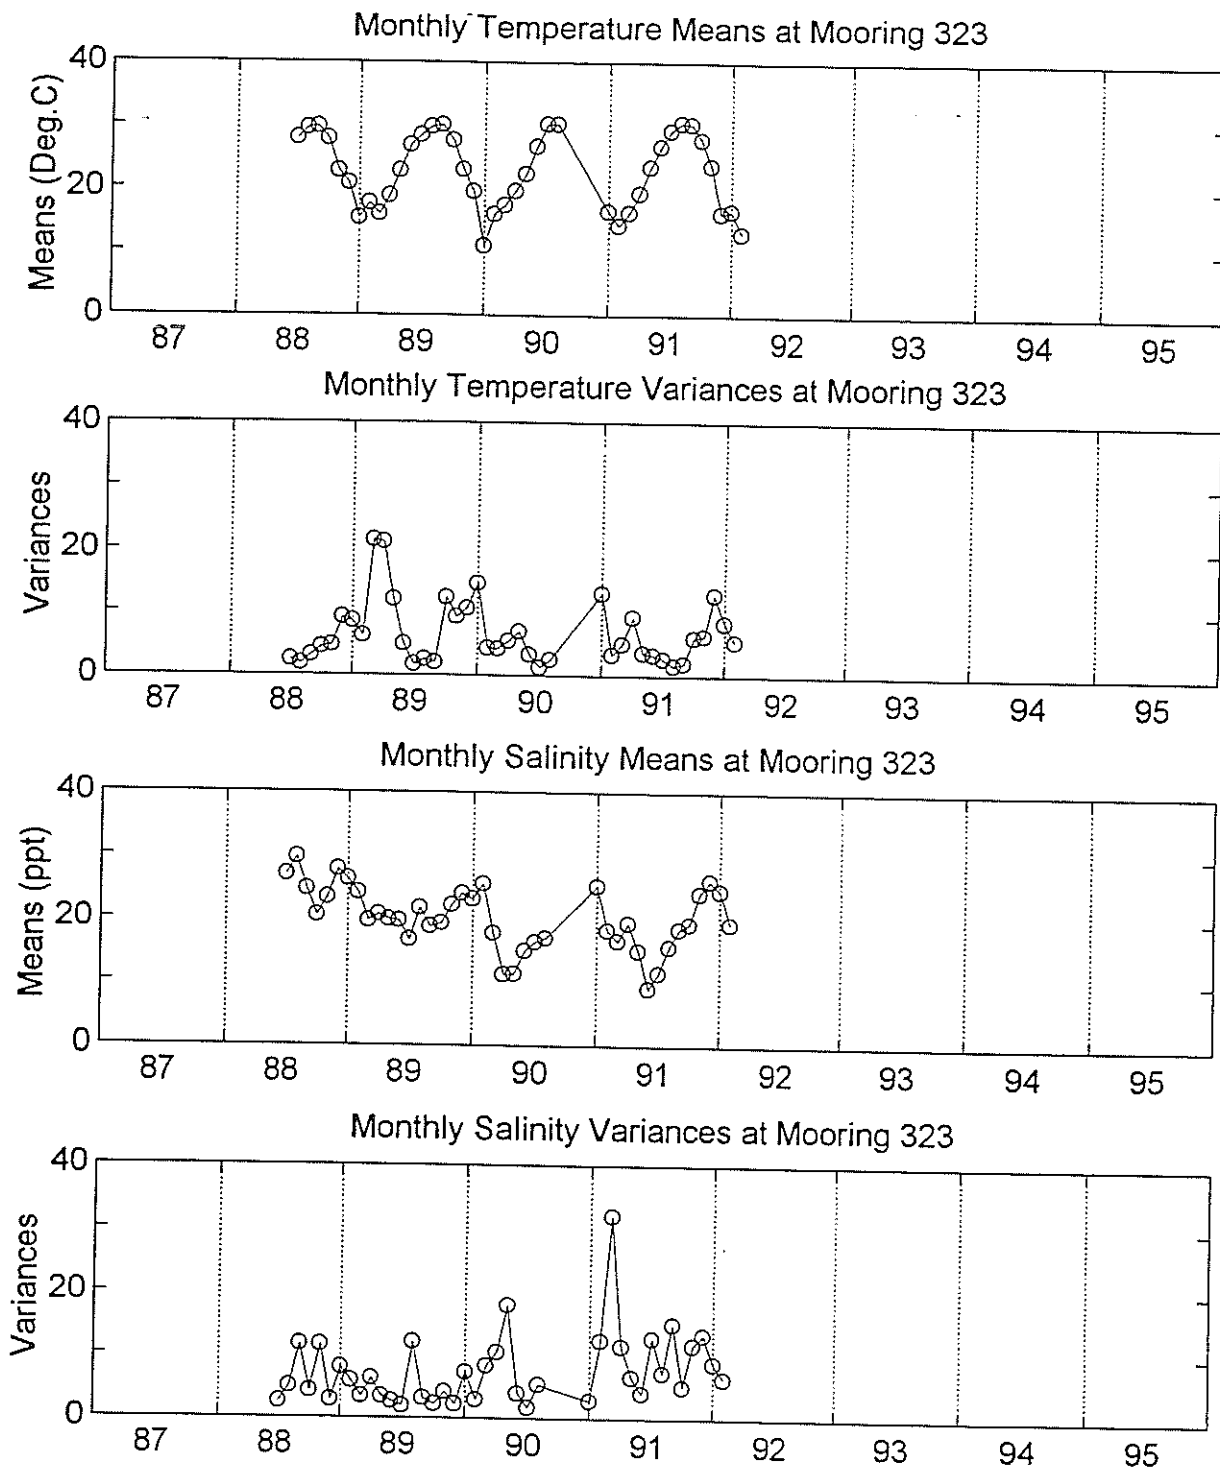 Monthly Temperature Means at Mooring 323
Means (Deg.C)
40
20
0
87 88 89 90 91 92 93 94 95
Monthly Temperature Variances at Mooring 323
Variances
40
20
0
87 88 89 90 91 92 93 94 95
Monthly Salinity Means at Mooring 323
Means (ppt)
40
20
0
87 88 89 90 91 92 93 94 95
Monthly Salinity Variances at Mooring 323
Variances
40
20
0
87 88 89 90 91 92 93 94 95